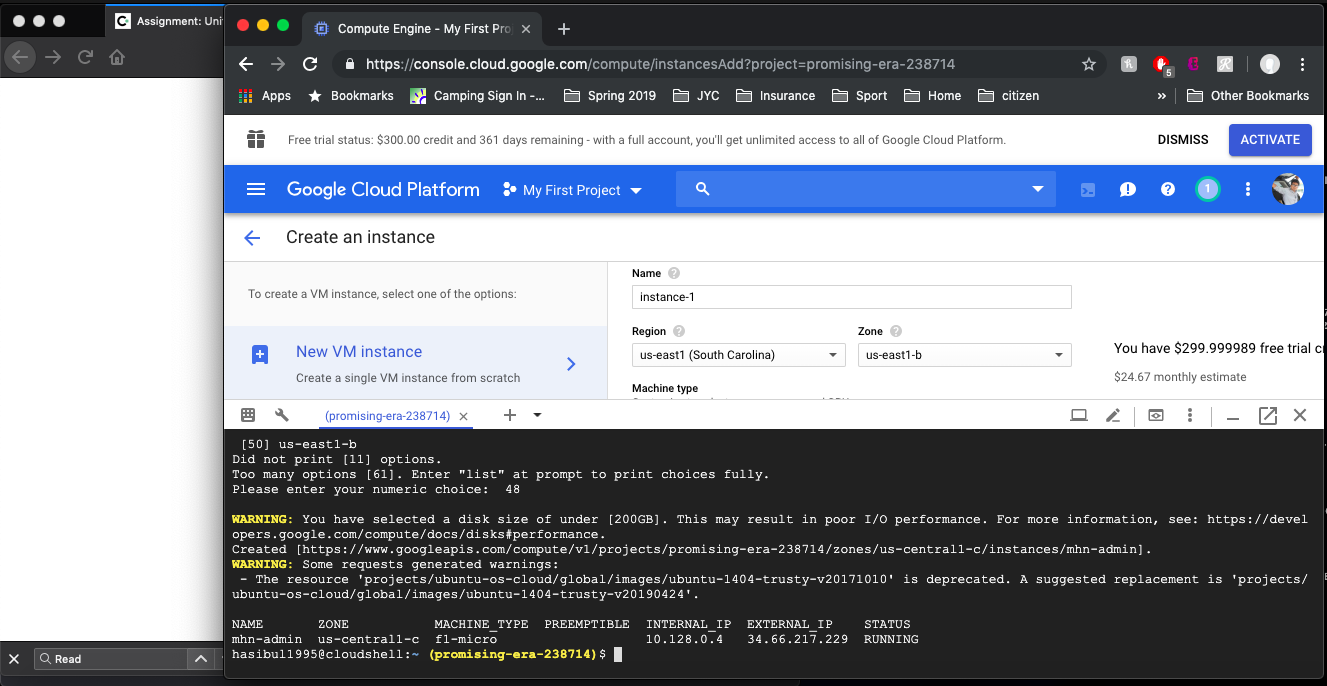 Assignment: Uni
Compute Engine - My First Pro
https://console.cloud.google.com/compute/instancesAdd?project=promising-era-238714
5
Apps Bookmarks Camping Sign In -... Spring 2019 JYC Insurance Sport Home citizen » Other Bookmarks
Free trial status: $300.00 credit and 361 days remaining - with a full account, you'll get unlimited access to all of Google Cloud Platform. DISMISS ACTIVATE
Google Cloud Platform My First Project 1
Create an instance
To create a VM instance, select one of the options:
New VM instance
Create a single VM instance from scratch
Name
instance-1
Region Zone
us-east1 (South Carolina) us-east1-b
Machine type
You have $299.999989 free trial cr
$24.67 monthly estimate
(promising-era-238714)
[50] us-east1-b
Did not print [11] options.
Too many options [61]. Enter "list" at prompt to print choices fully.
Please enter your numeric choice:  48
WARNING: You have selected a disk size of under [200GB]. This may result in poor I/O performance. For more information, see: https://devel
opers.google.com/compute/docs/disks#performance.
Created [https://www.googleapis.com/compute/v1/projects/promising-era-238714/zones/us-central1-c/instances/mhn-admin].
WARNING: Some requests generated warnings:
- The resource 'projects/ubuntu-os-cloud/global/images/ubuntu-1404-trusty-v20171010' is deprecated. A suggested replacement is 'projects/
ubuntu-os-cloud/global/images/ubuntu-1404-trusty-v20190424'.
NAME ZONE MACHINE_TYPE PREEMPTIBLE INTERNAL_IP EXTERNAL_IP STATUS
mhn-admin us-central1-c f1-micro 10.128.0.4 34.66.217.229 RUNNING
hasibul1995@cloudshell:~ (promising-era-238714)$
Read